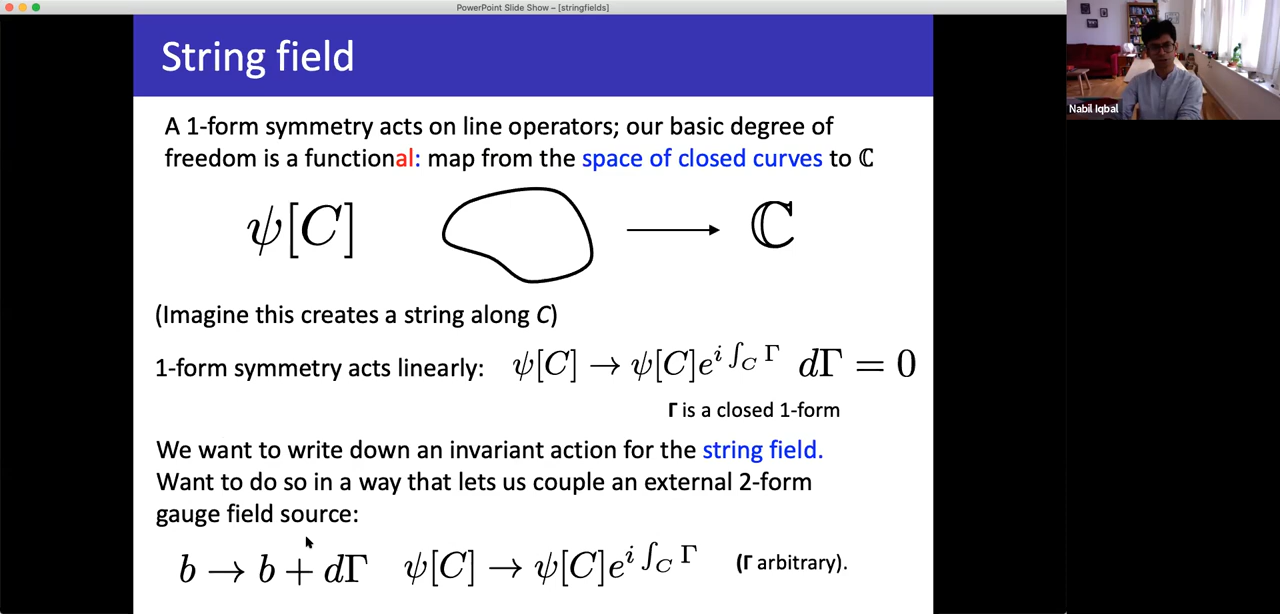 PowerPoint Slide Show – [stringfields]
String field
Nabil Iqbal
A 1-form symmetry acts on line operators; our basic degree of
freedom is a functional: map from the space of closed curves to ℂ
ψ[C] ⟶ ℂ
(Imagine this creates a string along C)
1-form symmetry acts linearly: ψ[C] → ψ[C]e^{i∫_C Γ} dΓ = 0
Γ is a closed 1-form
We want to write down an invariant action for the string field.
Want to do so in a way that lets us couple an external 2-form
gauge field source:
b → b + dΓ ψ[C] → ψ[C]e^{i∫_C Γ} (Γ arbitrary).